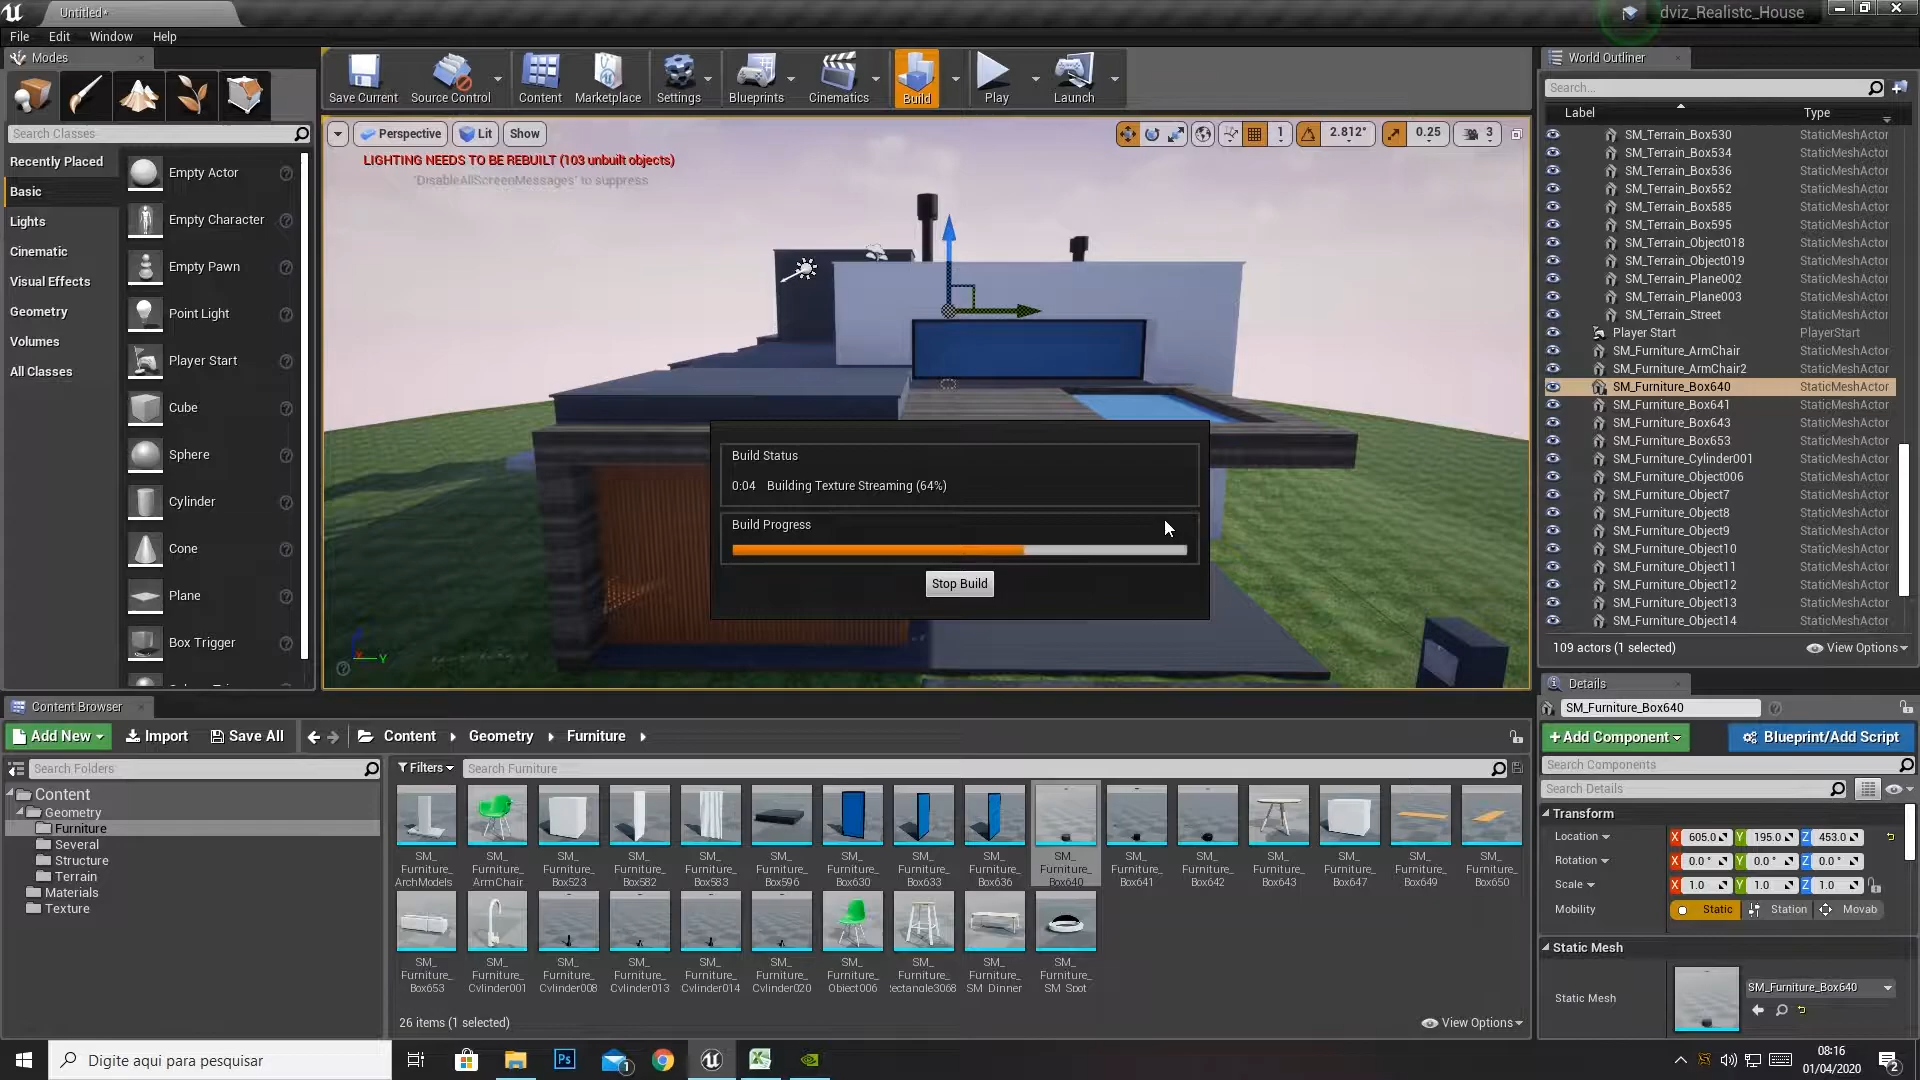 Untitled*
dviz_Realistc_House
File Edit Window Help
Modes
Search Classes
Recently Placed
Basic
Lights
Cinematic
Visual Effects
Geometry
Volumes
All Classes
Empty Actor
Empty Character
Empty Pawn
Point Light
Player Start
Cube
Sphere
Cylinder
Cone
Plane
Box Trigger
Save Current
Source Control
Content
Marketplace
Settings
Blueprints
Cinematics
Build
Play
Launch
Perspective
Lit
Show
1
2.812°
0.25
3
LIGHTING NEEDS TO BE REBUILT (103 unbuilt objects)
'DisableAllScreenMessages' to suppress
Build Status
0:04 Building Texture Streaming (64%)
Build Progress
Stop Build
Y
World Outliner
Search...
Label Type
SM_Terrain_Box530 StaticMeshActor
SM_Terrain_Box534 StaticMeshActor
SM_Terrain_Box536 StaticMeshActor
SM_Terrain_Box552 StaticMeshActor
SM_Terrain_Box585 StaticMeshActor
SM_Terrain_Box595 StaticMeshActor
SM_Terrain_Object018 StaticMeshActor
SM_Terrain_Object019 StaticMeshActor
SM_Terrain_Plane002 StaticMeshActor
SM_Terrain_Plane003 StaticMeshActor
SM_Terrain_Street StaticMeshActor
Player Start PlayerStart
SM_Furniture_ArmChair StaticMeshActor
SM_Furniture_ArmChair2 StaticMeshActor
SM_Furniture_Box640 StaticMeshActor
SM_Furniture_Box641 StaticMeshActor
SM_Furniture_Box643 StaticMeshActor
SM_Furniture_Box653 StaticMeshActor
SM_Furniture_Cylinder001 StaticMeshActor
SM_Furniture_Object006 StaticMeshActor
SM_Furniture_Object7 StaticMeshActor
SM_Furniture_Object8 StaticMeshActor
SM_Furniture_Object9 StaticMeshActor
SM_Furniture_Object10 StaticMeshActor
SM_Furniture_Object11 StaticMeshActor
SM_Furniture_Object12 StaticMeshActor
SM_Furniture_Object13 StaticMeshActor
SM_Furniture_Object14 StaticMeshActor
109 actors (1 selected)
View Options
Details
SM_Furniture_Box640
+Add Component
Blueprint/Add Script
Search Components
Search Details
Transform
Location X 605.0 Y 195.0 Z 453.0
Rotation X 0.0 ° Y 0.0 ° Z 0.0 °
Scale X 1.0 Y 1.0 Z 1.0
Mobility Static Station Movab
Static Mesh
Static Mesh
SM_Furniture_Box640
Content Browser
Add New
Import
Save All
Content
Geometry
Furniture
Search Folders
Filters
Search Furniture
Content
Geometry
Furniture
Several
Structure
Terrain
Materials
Texture
SM_ Furniture_ ArchModels
SM_ Furniture_ ArmChair
SM_ Furniture_ Box523
SM_ Furniture_ Box582
SM_ Furniture_ Box583
SM_ Furniture_ Box596
SM_ Furniture_ Box630
SM_ Furniture_ Box633
SM_ Furniture_ Box636
SM_ Furniture_ Box640
SM_ Furniture_ Box641
SM_ Furniture_ Box642
SM_ Furniture_ Box643
SM_ Furniture_ Box647
SM_ Furniture_ Box649
SM_ Furniture_ Box650
SM_ Furniture_ Box653
SM_ Furniture_ Cylinder001
SM_ Furniture_ Cylinder008
SM_ Furniture_ Cylinder013
SM_ Furniture_ Cylinder014
SM_ Furniture_ Cylinder020
SM_ Furniture_ Object006
SM_ Furniture_ Rectangle3068
SM_ Furniture_ SM_Dinner
SM_ Furniture_ SM_Spot
26 items (1 selected)
View Options
Digite aqui para pesquisar
Ps
1
08:16
01/04/2020
2